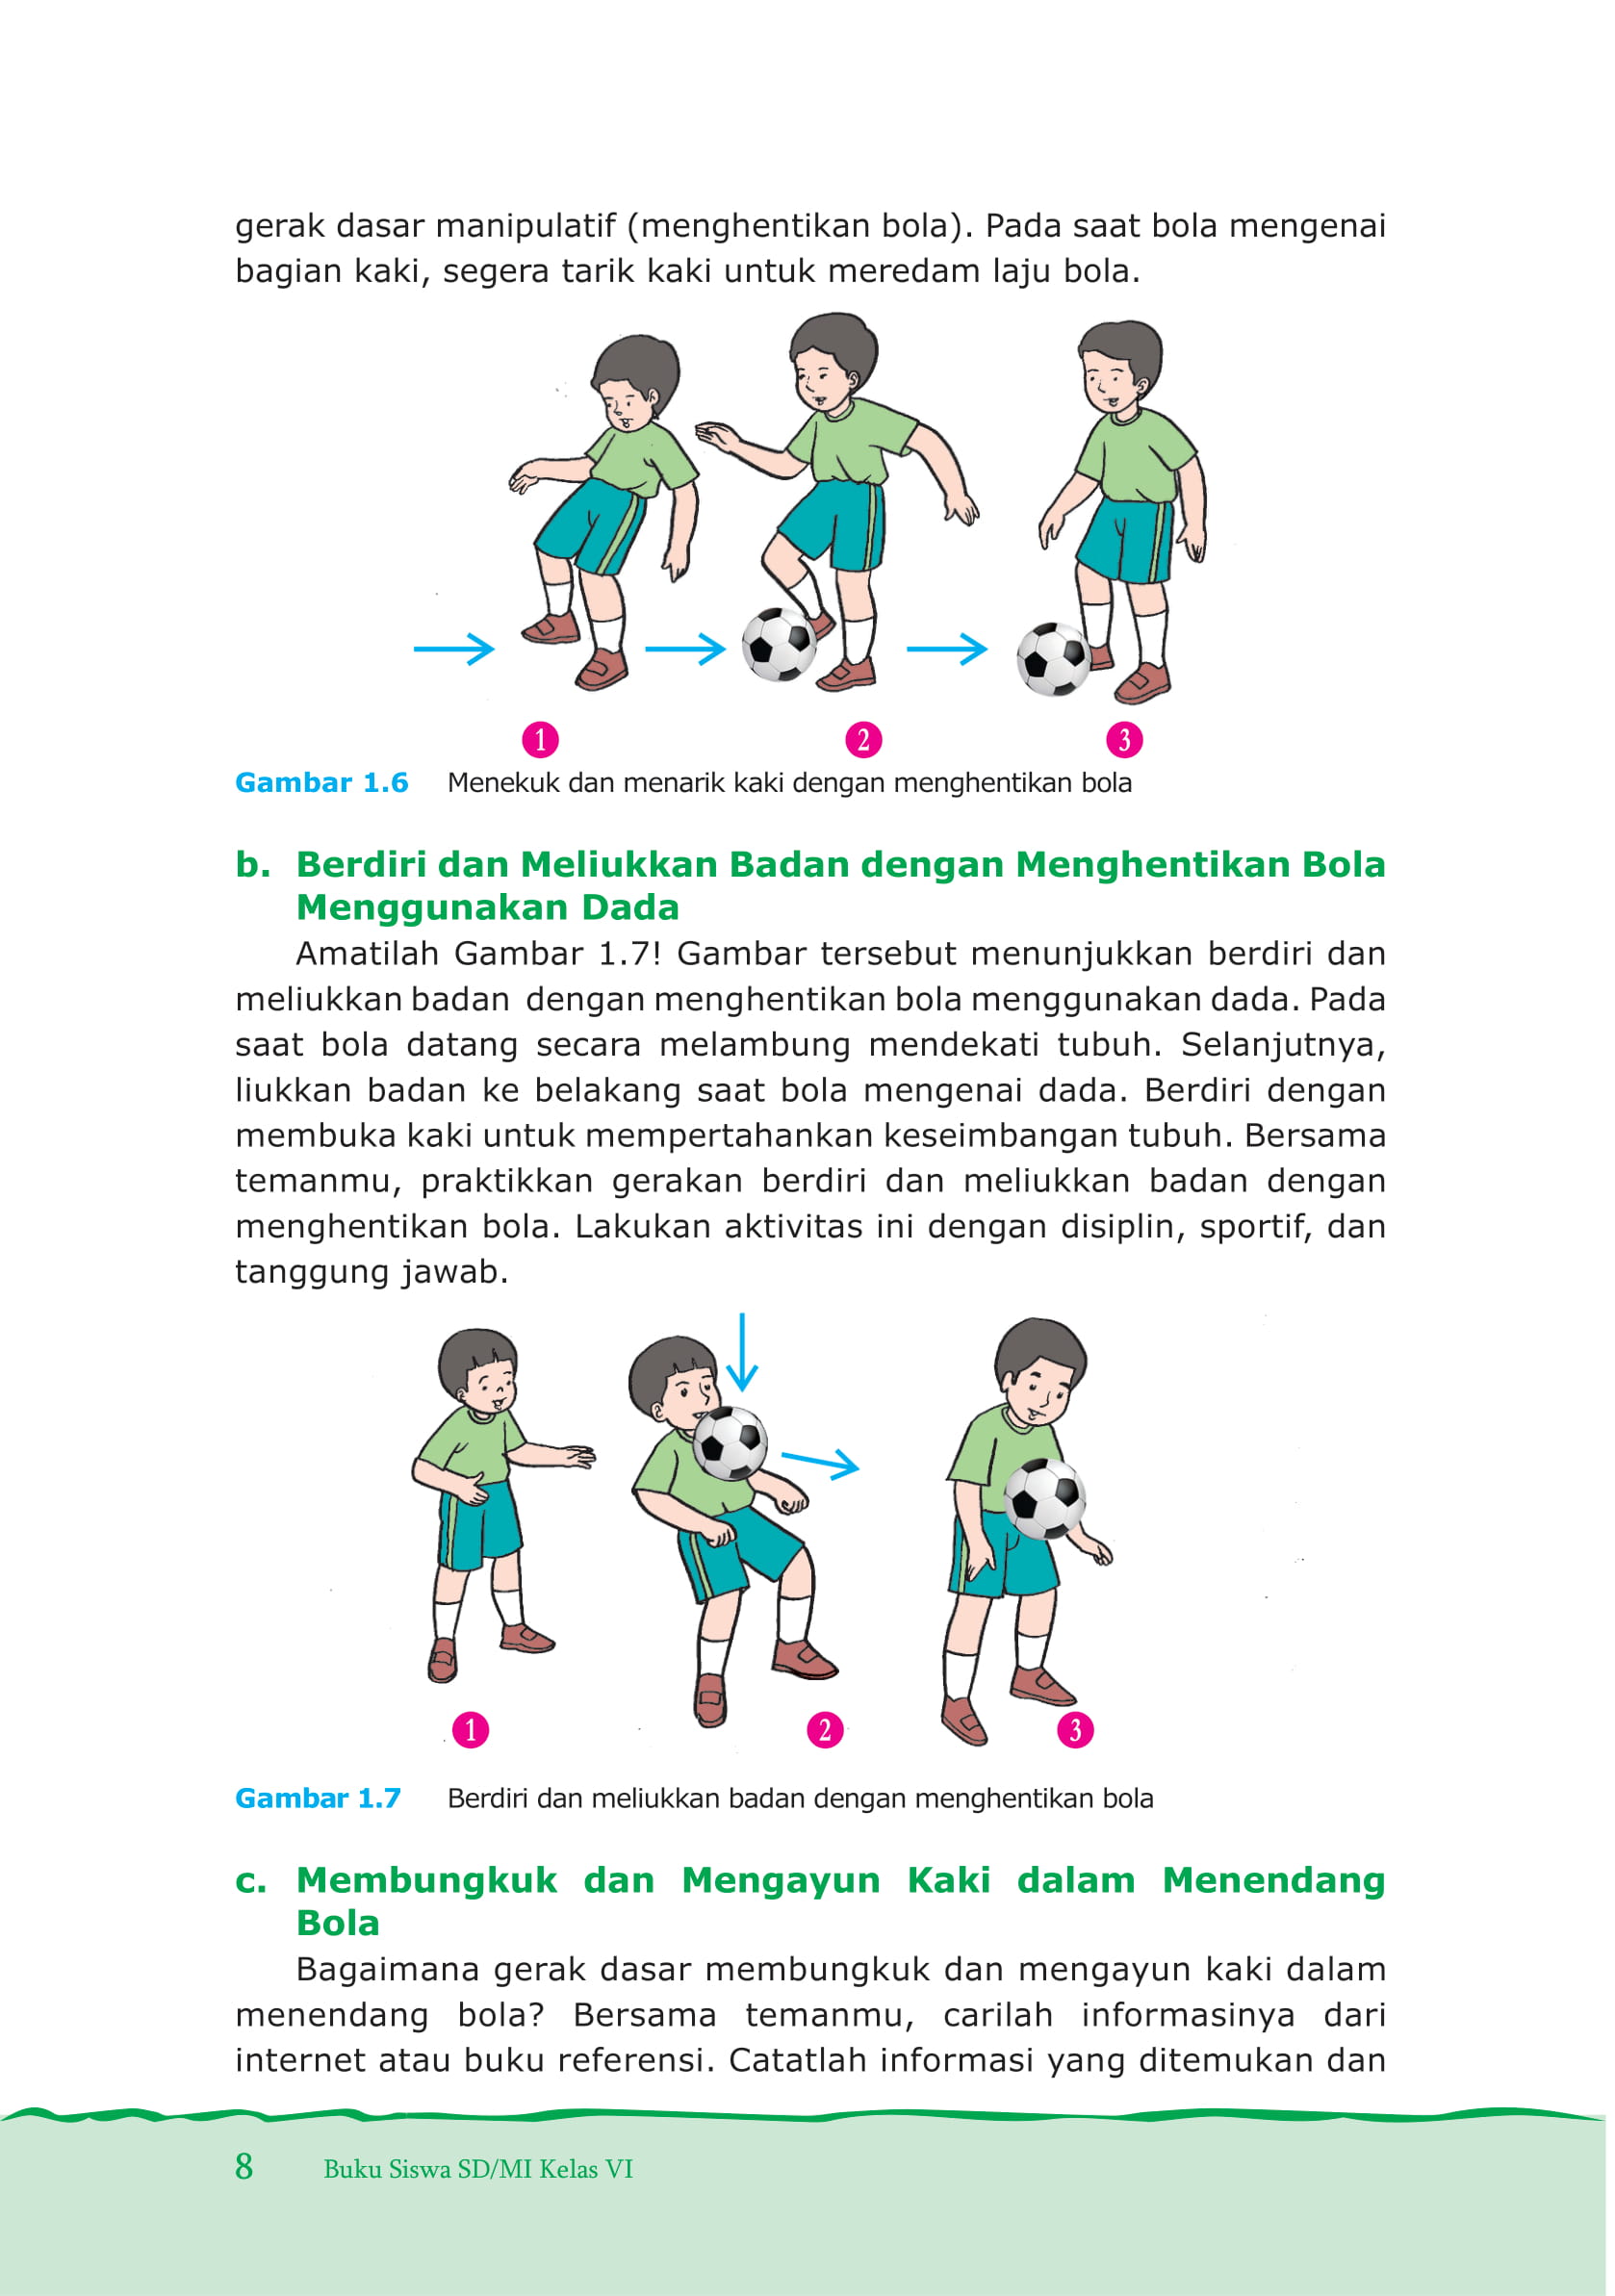 gerak dasar manipulatif (menghentikan bola). Pada saat bola mengenai
bagian kaki, segera tarik kaki untuk meredam laju bola.
1
2
3
Gambar 1.6 Menekuk dan menarik kaki dengan menghentikan bola
b. Berdiri dan Meliukkan Badan dengan Menghentikan Bola
Menggunakan Dada
Amatilah Gambar 1.7! Gambar tersebut menunjukkan berdiri dan
meliukkan badan dengan menghentikan bola menggunakan dada. Pada
saat bola datang secara melambung mendekati tubuh. Selanjutnya,
liukkan badan ke belakang saat bola mengenai dada. Berdiri dengan
membuka kaki untuk mempertahankan keseimbangan tubuh. Bersama
temanmu, praktikkan gerakan berdiri dan meliukkan badan dengan
menghentikan bola. Lakukan aktivitas ini dengan disiplin, sportif, dan
tanggung jawab.
1
2
3
Gambar 1.7 Berdiri dan meliukkan badan dengan menghentikan bola
c. Membungkuk dan Mengayun Kaki dalam Menendang
Bola
Bagaimana gerak dasar membungkuk dan mengayun kaki dalam
menendang bola? Bersama temanmu, carilah informasinya dari
internet atau buku referensi. Catatlah informasi yang ditemukan dan
8 Buku Siswa SD/MI Kelas VI